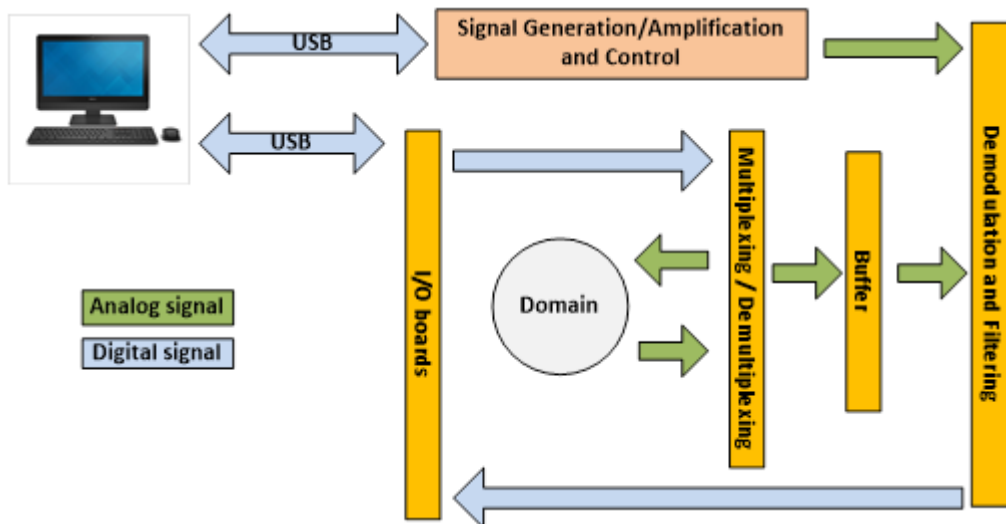 USB
Signal Generation/Amplification
and Control
USB
I/O boards
Multiplexing / Demultiplexing
Buffer
Demodulation and Filtering
Domain
Analog signal
Digital signal